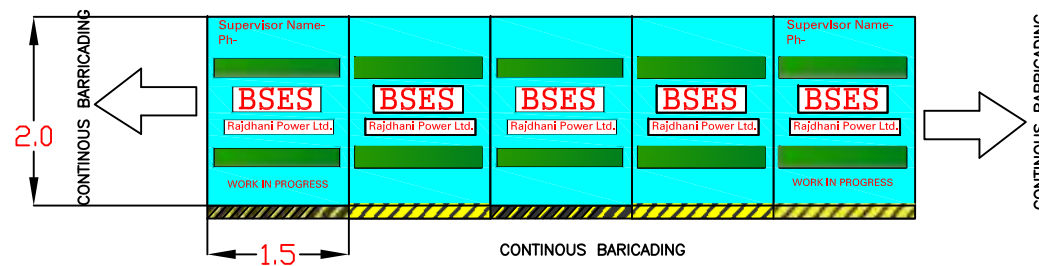 Supervisor Name-
Ph-
Supervisor Name-
Ph-
CONTINOUS BARRICADING
2.0
BSES
BSES
BSES
BSES
BSES
Rajdhani Power Ltd.
Rajdhani Power Ltd.
Rajdhani Power Ltd.
Rajdhani Power Ltd.
Rajdhani Power Ltd.
CONTINOUS BARRICADING
WORK IN PROGRESS
WORK IN PROGRESS
1.5
CONTINOUS BARICADING